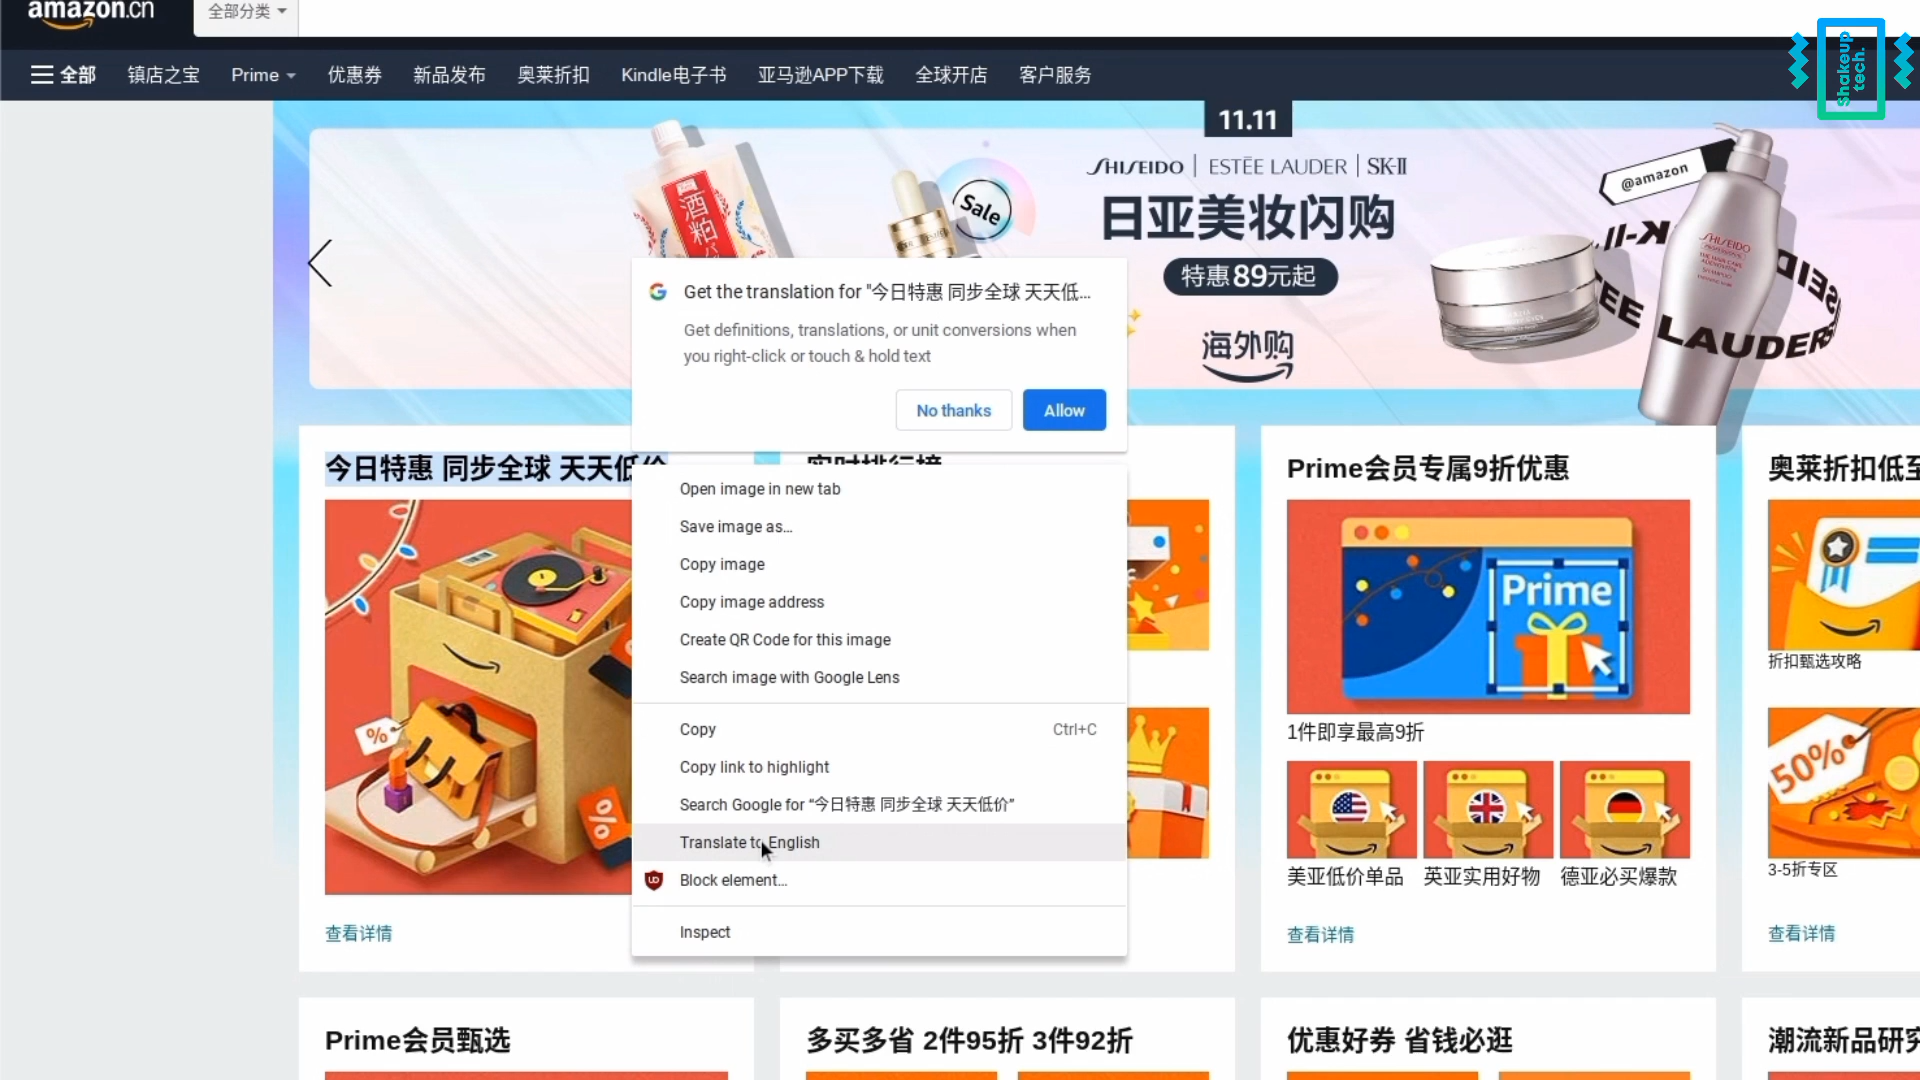 amazon.cn
全部分类
全部
镇店之宝
Prime
优惠券
新品发布
奥莱折扣
Kindle电子书
亚马逊APP下载
全球开店
客户服务
shakeup
tech.
11.11
SHISEIDO | ESTĒE LAUDER | SK-II
日亚美妆闪购
特惠89元起
海外购
酒粕
Sale
@amazon
SHISEIDO
LAUDER
Get the translation for "今日特惠 同步全球 天天低...
Get definitions, translations, or unit conversions when
you right-click or touch & hold text
No thanks
Allow
今日特惠 同步全球 天天低价
实时排行榜
Prime会员专属9折优惠
Open image in new tab
Save image as...
Copy image
Copy image address
Create QR Code for this image
Search image with Google Lens
Copy
Ctrl+C
Copy link to highlight
Search Google for “今日特惠 同步全球 天天低价”
Translate to English
Block element...
Inspect
%
%
查看详情
Prime
1件即享最高9折
美亚低价单品
英亚实用好物
德亚必买爆款
查看详情
奥莱折扣低至
折扣甄选攻略
50%
3-5折专区
查看详情
Prime会员甄选
多买多省 2件95折 3件92折
优惠好券 省钱必逛
潮流新品研究